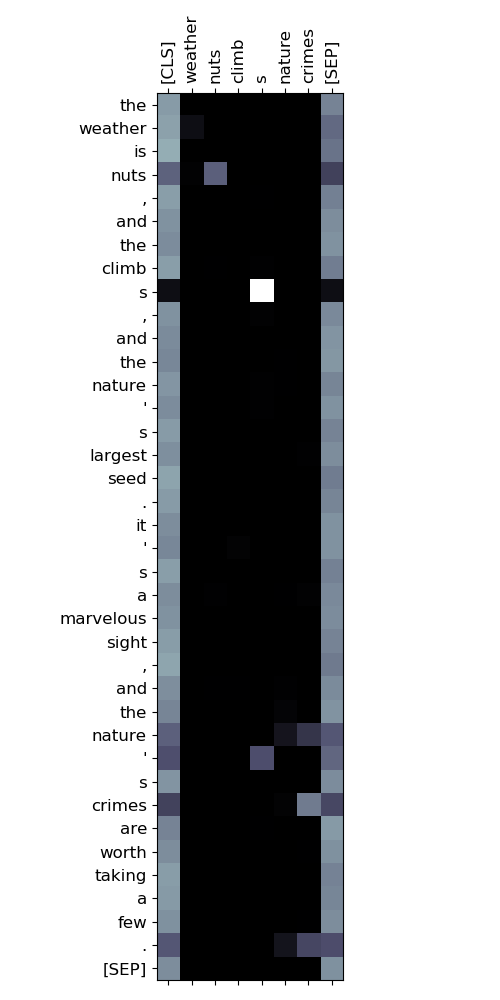 [CLS] weather nuts climb s nature crimes [SEP]
the
weather
is
nuts
,
and
the
climb
s
,
and
the
nature
'
s
largest
seed
.
it
'
s
a
marvelous
sight
,
and
the
nature
'
s
crimes
are
worth
taking
a
few
.
[SEP]